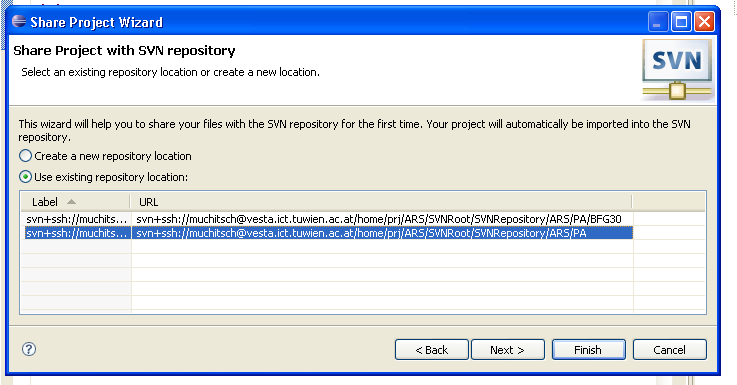 Share Project Wizard
Share Project with SVN repository
Select an existing repository location or create a new location.
SVN
This wizard will help you to share your files with the SVN repository for the first time. Your project will automatically be imported into the SVN
repository.
Create a new repository location
Use existing repository location:
Label URL
svn+ssh://muchits... svn+ssh://muchitsch@vesta.ict.tuwien.ac.at/home/prj/ARS/SVNRoot/SVNRepository/ARS/PA/BFG30
svn+ssh://muchits... svn+ssh://muchitsch@vesta.ict.tuwien.ac.at/home/prj/ARS/SVNRoot/SVNRepository/ARS/PA
? < Back Next > Finish Cancel